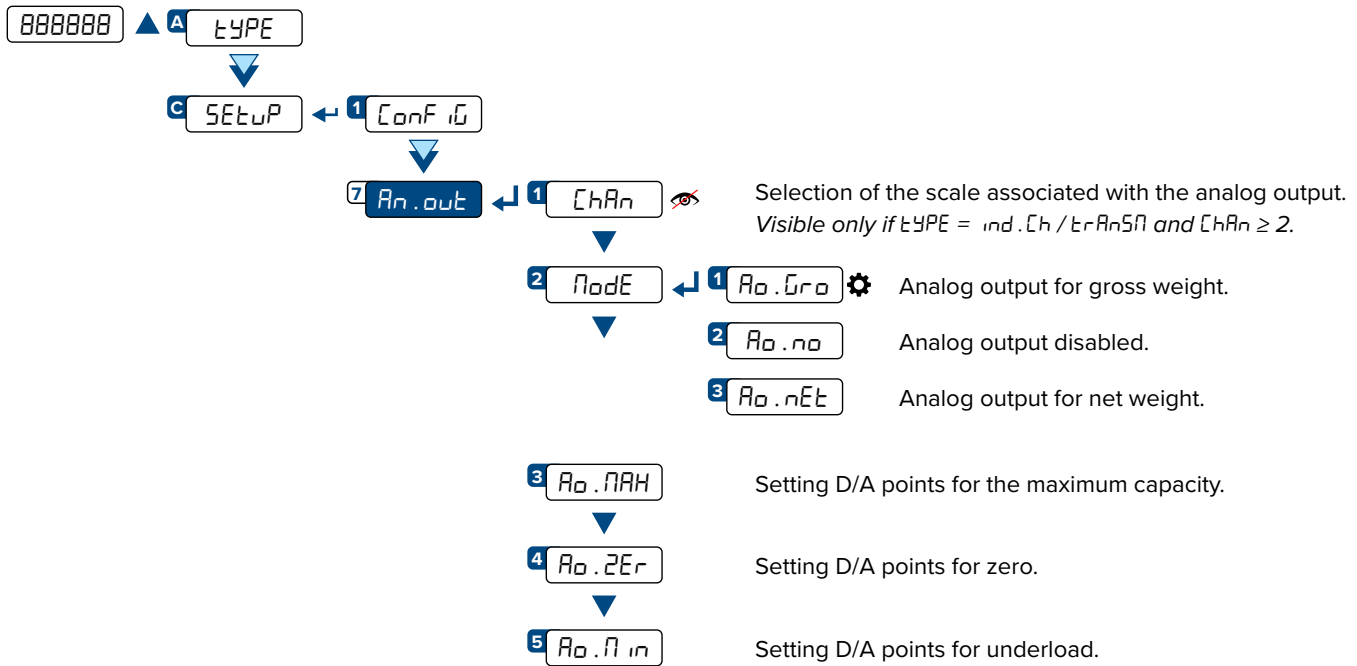 888888 A tYPE
C SEtuP 1 ConFiG
7 An.out 1 ChAn Selection of the scale associated with the analog output.
Visible only if tYPE = ind.Ch / trAnSM and ChAn ≥ 2.
2 ModE 1 Ao.Gro Analog output for gross weight.
2 Ao.no Analog output disabled.
3 Ao.nEt Analog output for net weight.
3 Ao.MAH Setting D/A points for the maximum capacity.
4 Ao.2Er Setting D/A points for zero.
5 Ao.Min Setting D/A points for underload.